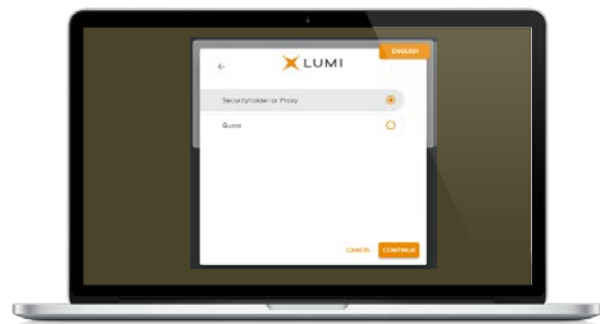 ENGLISH
LUMI
Securityholder or Proxy
Guest
CANCEL
CONTINUE